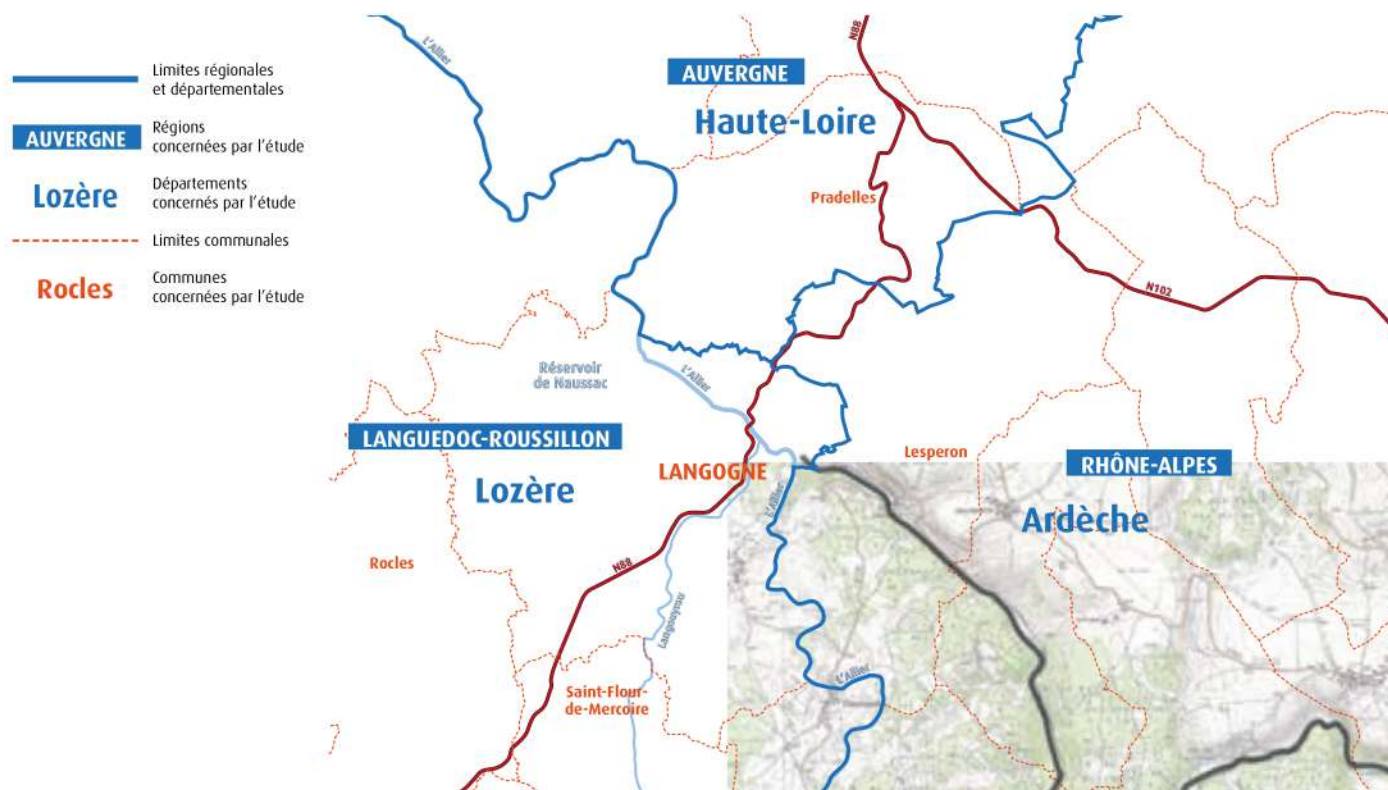 Limites régionales
et départementales
AUVERGNE
Régions
concernées par l'étude
Lozère
Départements
concernés par l'étude
Limites communales
Rocles
Communes
concernées par l'étude
L'Allier
N88
AUVERGNE
Haute-Loire
Pradelles
N102
Réservoir
de Naussac
L'Allier
LANGUEDOC-ROUSSILLON
Lozère
LANGOGNE
Lesperon
RHÔNE-ALPES
Ardèche
L'Allier
Rocles
N88
Langouyrou
L'Allier
Saint-Flour-
de-Mercoire